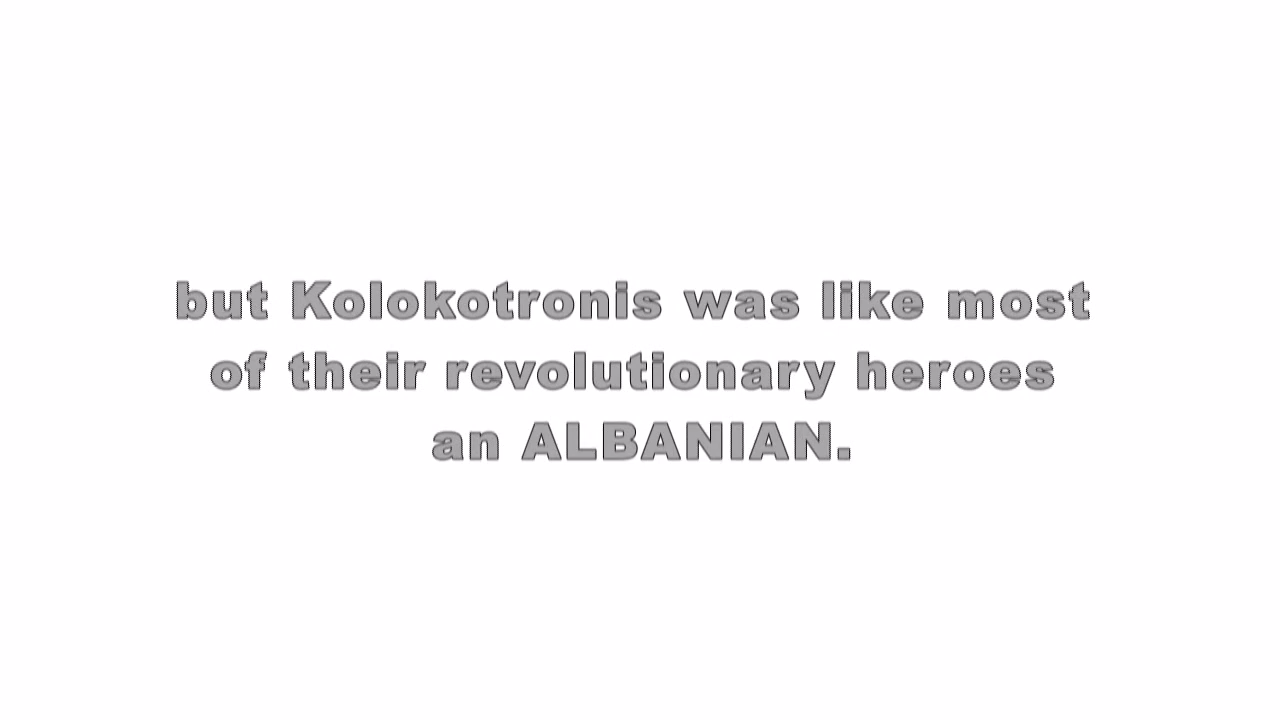 but Kolokotronis was like most
of their revolutionary heroes
an ALBANIAN.